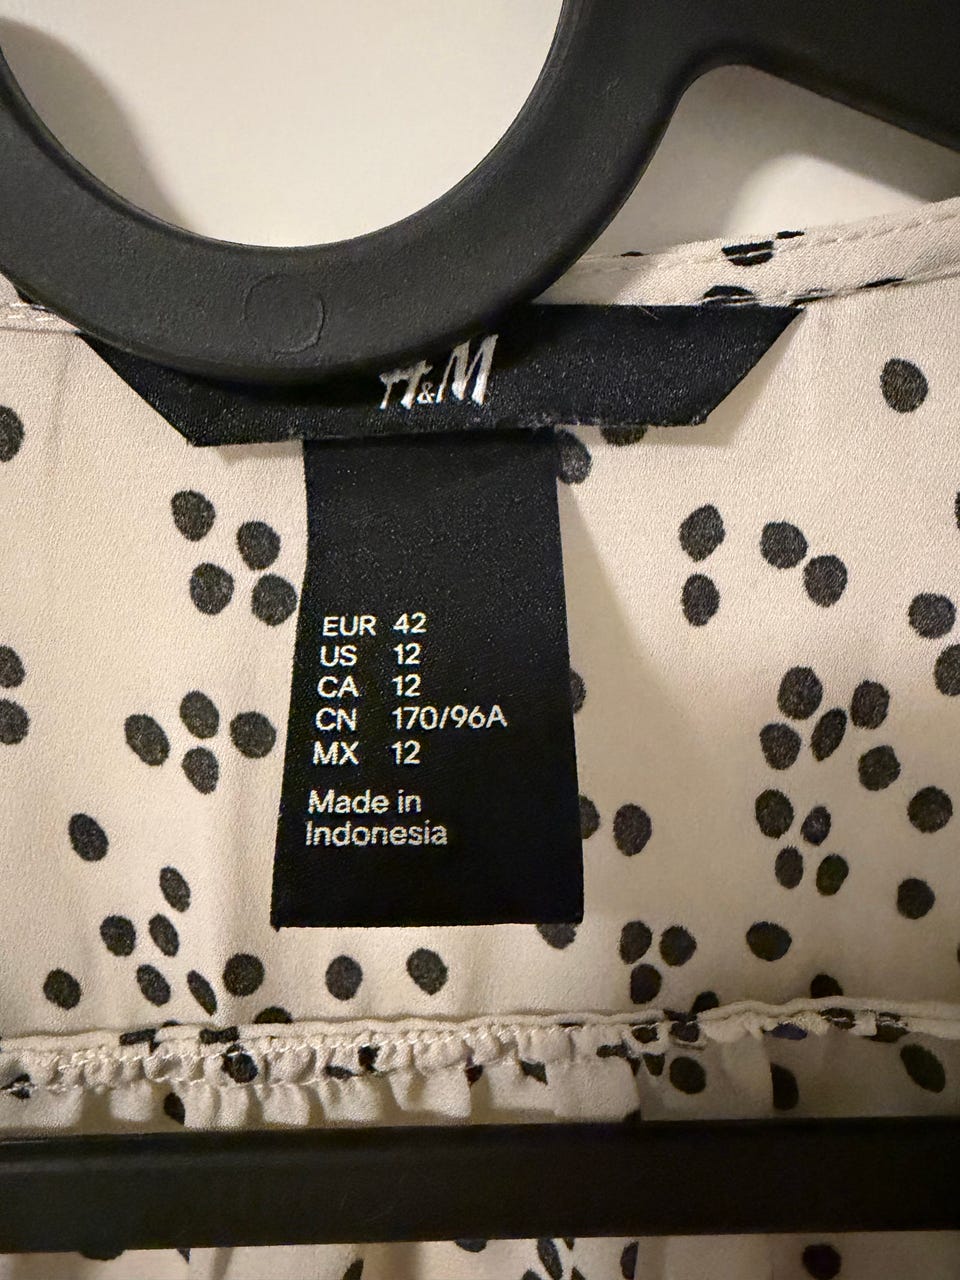 H&M
EUR 42
US 12
CA 12
CN 170/96A
MX 12
Made in
Indonesia